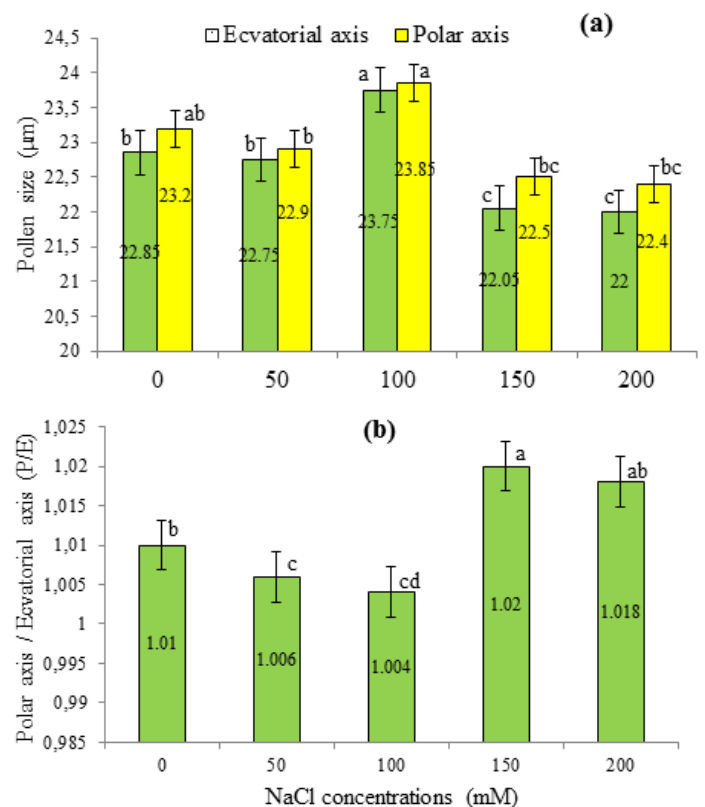 (a)
Ecvatorial axis Polar axis
Pollen size (µm)
24,5
24
23,5
23
22,5
22
21,5
21
20,5
20
b ab b b a a c bc c bc
22.85 23.2 22.75 22.9 23.75 23.85 22.05 22.5 22 22.4
0 50 100 150 200
(b)
Polar axis / Ecvatorial axis (P/E)
1,025
1,02
1,015
1,01
1,005
1
0,995
0,99
0,985
b c cd a ab
1.01 1.006 1.004 1.02 1.018
0 50 100 150 200
NaCl concentrations (mM)